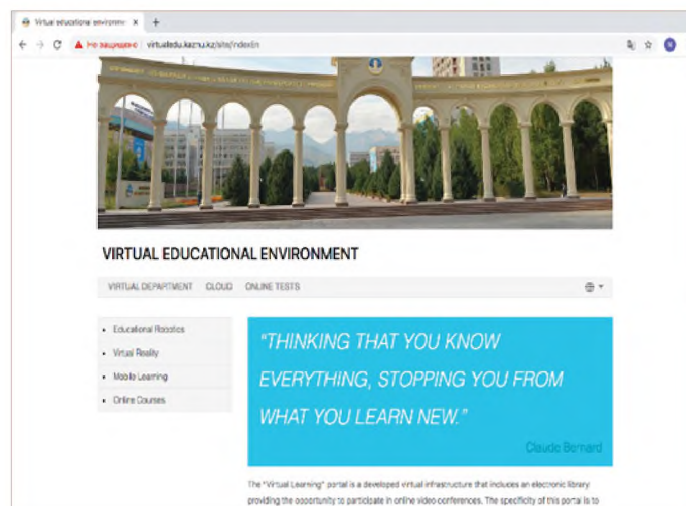 Virtual educational environme
Не защищено | virtualedu.kaznu.kz/site/indexEn
VIRTUAL EDUCATIONAL ENVIRONMENT
VIRTUAL DEPARTMENT CLOUD ONLINE TESTS
Educational Robotics
Virtual Reality
Mobile Learning
Online Courses
"THINKING THAT YOU KNOW
EVERYTHING, STOPPING YOU FROM
WHAT YOU LEARN NEW."
Claude Bernard
The "Virtual Learning" portal is a developed virtual infrastructure that includes an electronic library
providing the opportunity to participate in online video conferences. The specificity of this portal is to